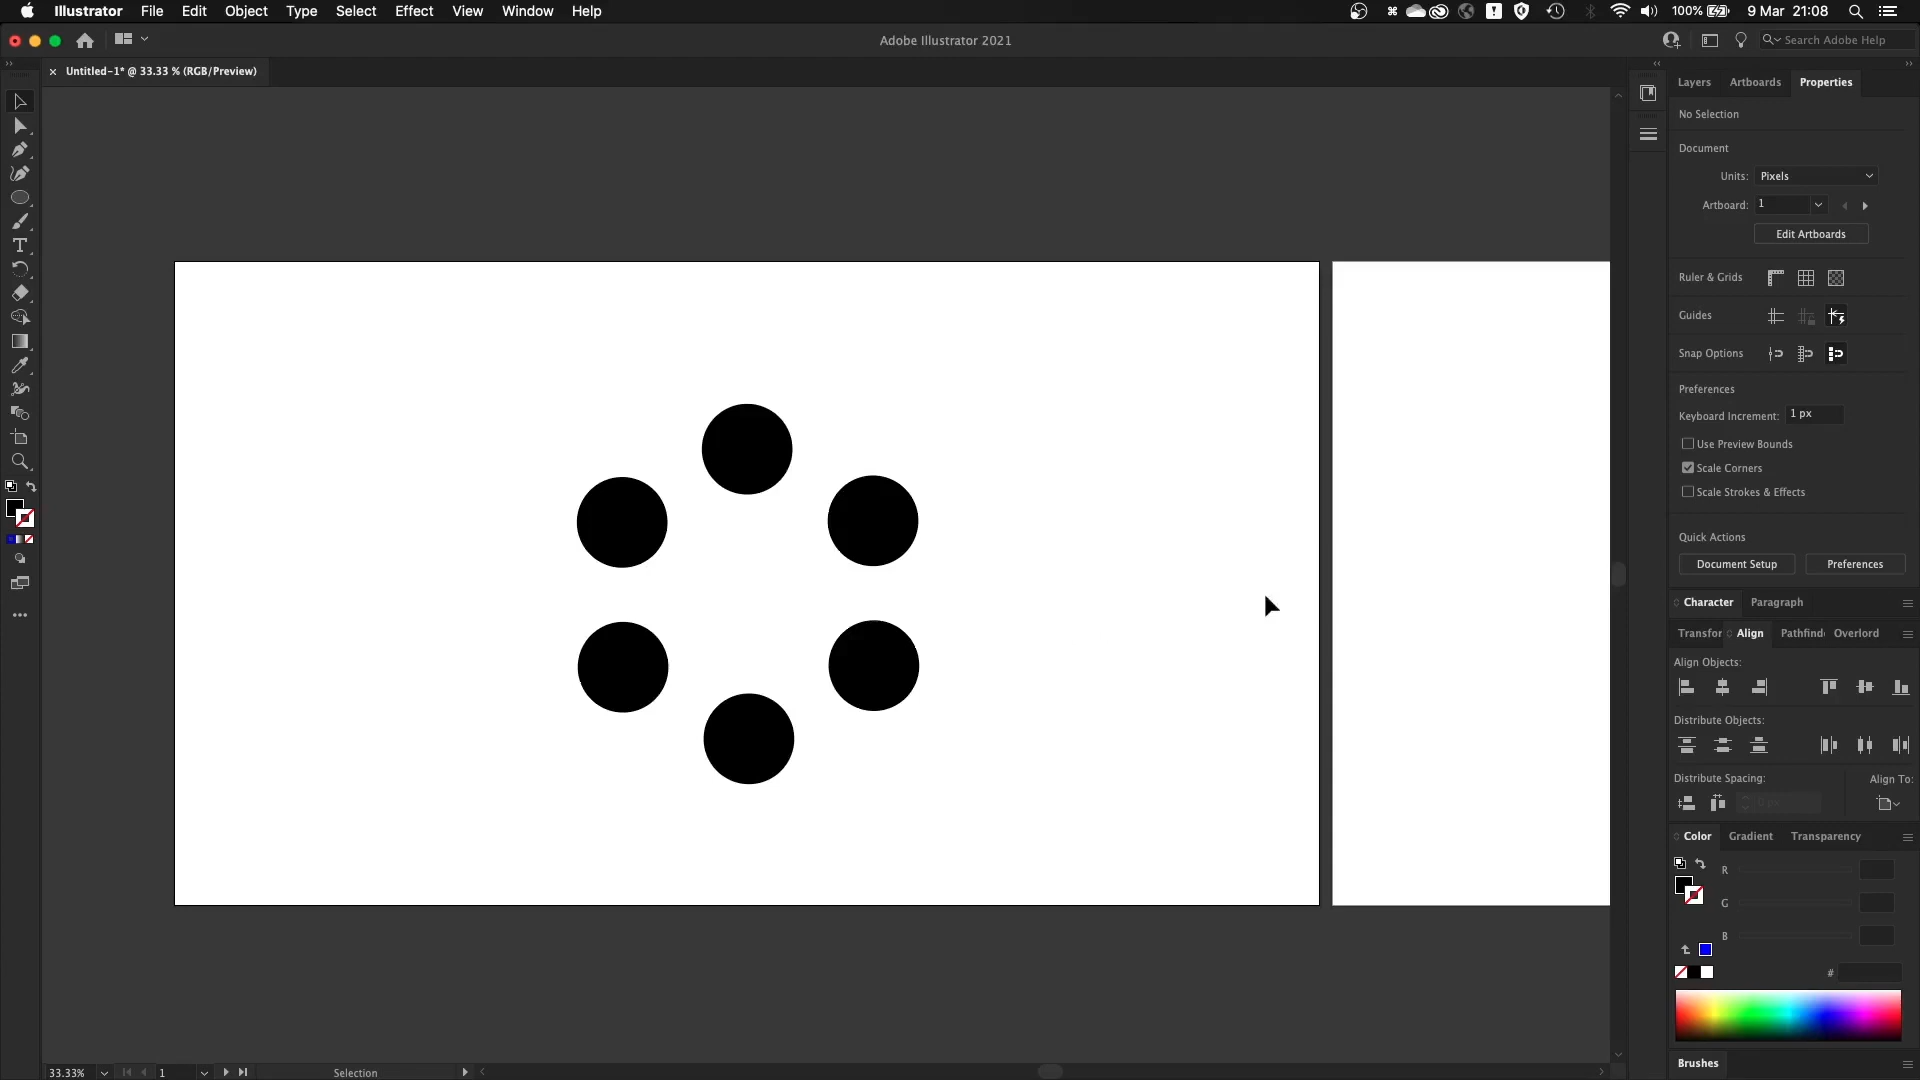 Illustrator File Edit Object Type Select Effect View Window Help
100% 9 Mar 21:08
Adobe Illustrator 2021
Search Adobe Help
Untitled-1* @ 33.33 % (RGB/Preview)
Layers Artboards Properties
No Selection
Document
Units: Pixels
Artboard: 1
Edit Artboards
Ruler & Grids
Guides
Snap Options
Preferences
Keyboard Increment: 1 px
Use Preview Bounds
Scale Corners
Scale Strokes & Effects
Quick Actions
Document Setup Preferences
Character Paragraph
Transfor Align Pathfind Overlord
Align Objects:
Distribute Objects:
Distribute Spacing: Align To:
0 px
Color Gradient Transparency
R
G
B
#
Brushes
33.33% 1 Selection